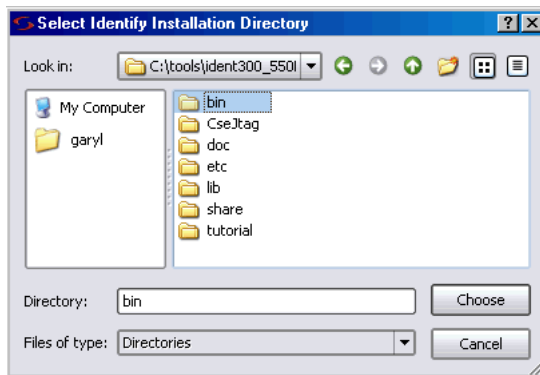 Select Identify Installation Directory
Look in: C:\tools\ident300_550
My Computer
garyl
bin
CseJtag
doc
etc
lib
share
tutorial
Directory: bin Choose
Files of type: Directories Cancel